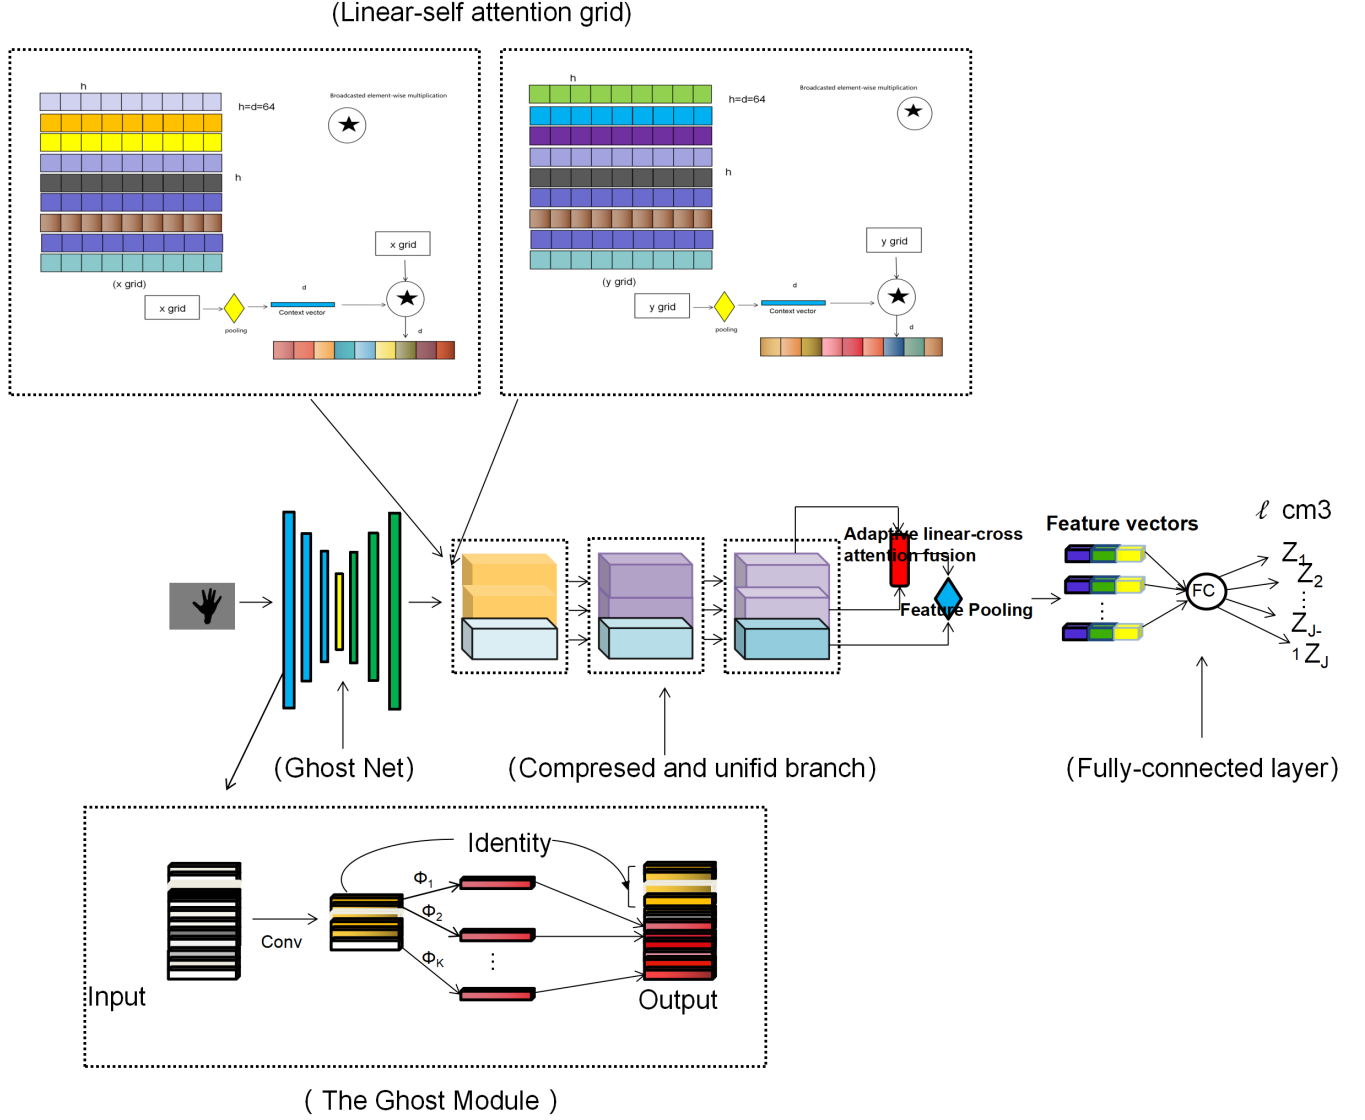 (Linear-self attention grid)
h
h=d=64
Broadcasted element-wise multiplication
h
(x grid)
x grid
x grid
pooling
d
Context vector
d
h
h=d=64
Broadcasted element-wise multiplication
h
(y grid)
y grid
y grid
pooling
d
Context vector
d
Adaptive linear-cross
attention fusion
Feature Pooling
Feature vectors
FC
ℓ cm3
Z1
Z2
⋮
ZJ-
1 ZJ
(Ghost Net)
(Compresed and unifid branch)
(Fully-connected layer)
Identity
Input
Conv
Φ1
Φ2
ΦK
⋮
Output
( The Ghost Module )